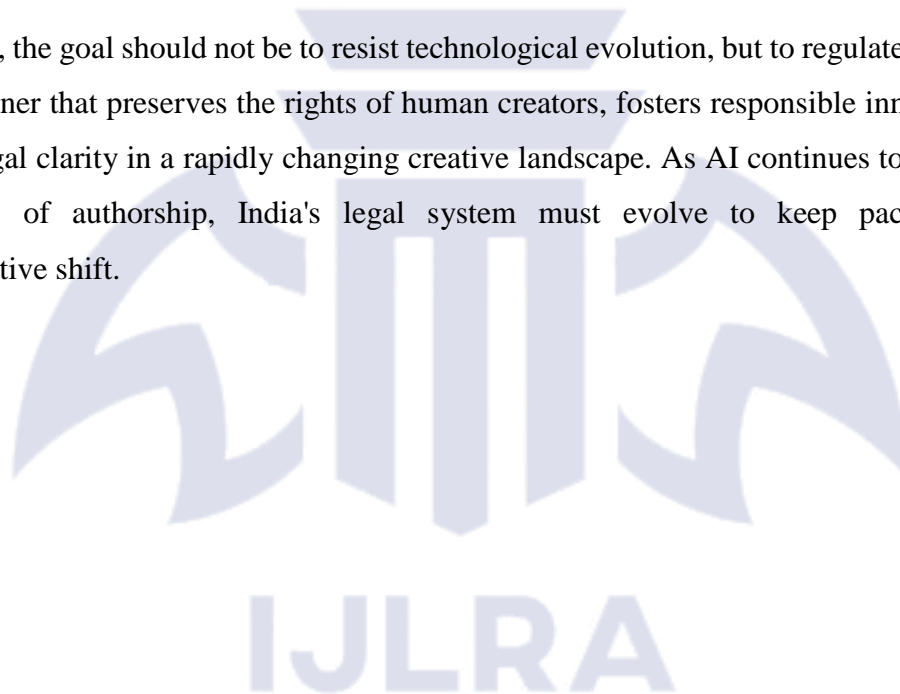 , the goal should not be to resist technological evolution, but to regulate
ner that preserves the rights of human creators, fosters responsible inn
gal clarity in a rapidly changing creative landscape. As AI continues to
of authorship, India's legal system must evolve to keep pac
tive shift.
IJLRA